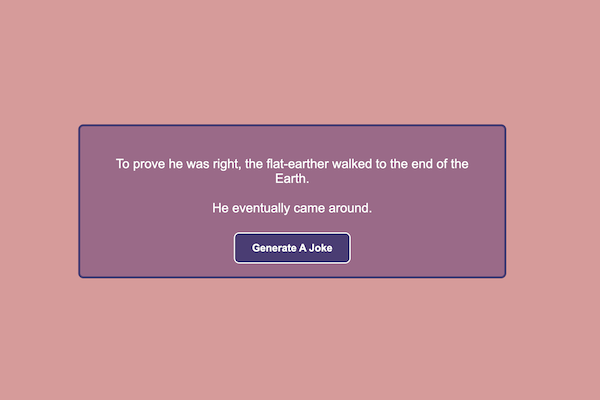 To prove he was right, the flat-earther walked to the end of the
Earth.
He eventually came around.
Generate A Joke